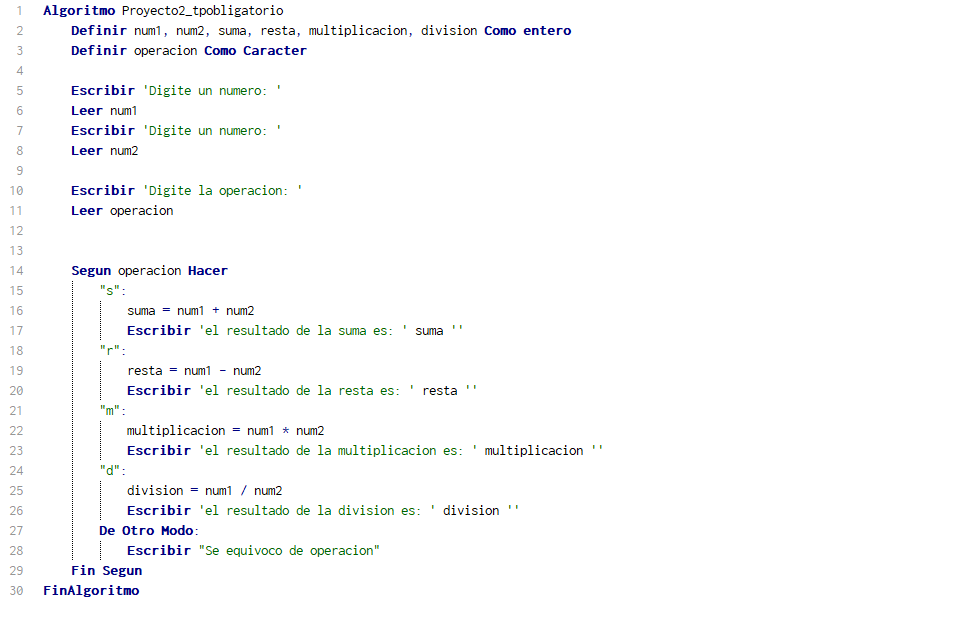 1 Algoritmo Proyecto2_tpobligatorio
2 Definir num1, num2, suma, resta, multiplicacion, division Como entero
3 Definir operacion Como Caracter
4
5 Escribir 'Digite un numero: '
6 Leer num1
7 Escribir 'Digite un numero: '
8 Leer num2
9
10 Escribir 'Digite la operacion: '
11 Leer operacion
12
13
14 Segun operacion Hacer
15 "s":
16 suma = num1 + num2
17 Escribir 'el resultado de la suma es: ' suma ''
18 "r":
19 resta = num1 - num2
20 Escribir 'el resultado de la resta es: ' resta ''
21 "m":
22 multiplicacion = num1 * num2
23 Escribir 'el resultado de la multiplicacion es: ' multiplicacion ''
24 "d":
25 division = num1 / num2
26 Escribir 'el resultado de la division es: ' division ''
27 De Otro Modo:
28 Escribir "Se equivoco de operacion"
29 Fin Segun
30 FinAlgoritmo